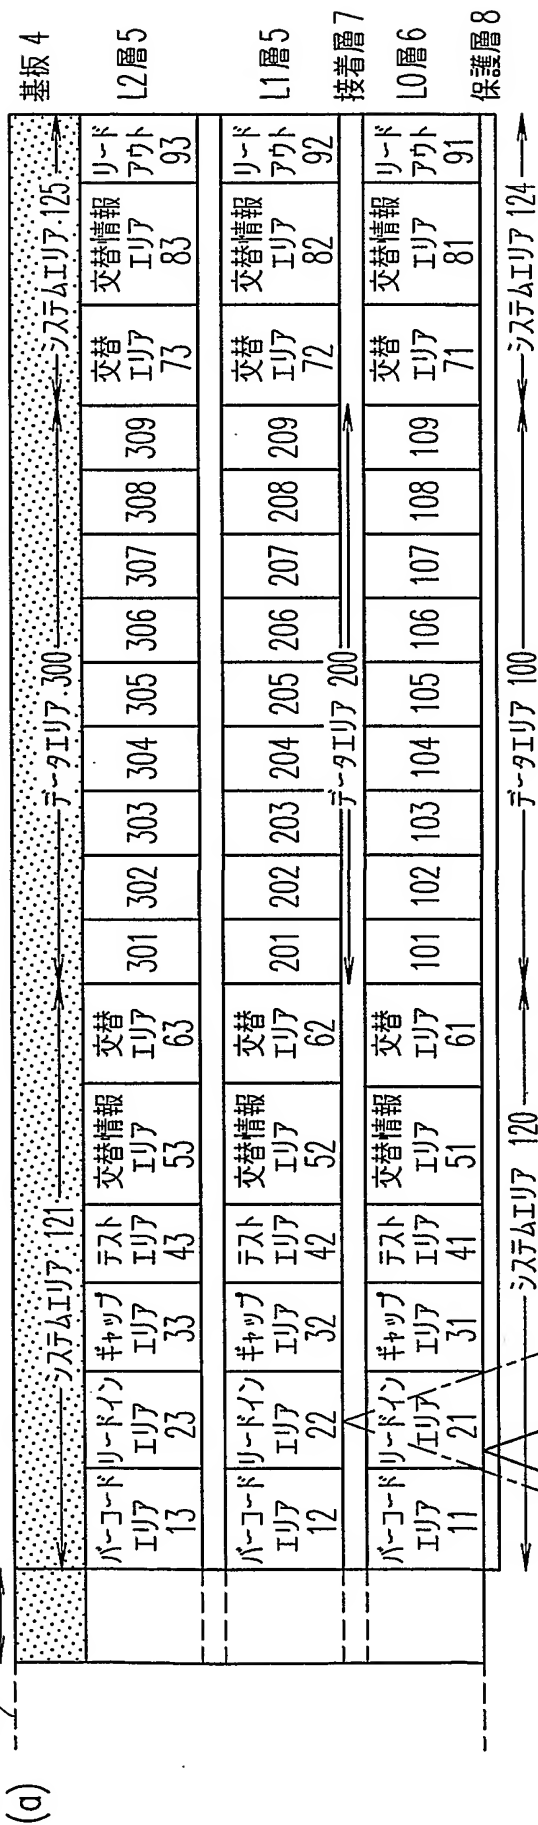 (a)
基板 4
システムエリア 121
データエリア 300
システムエリア 125
バーコード
エリア
13
リードイン
エリア
23
ギャップ
エリア
33
テスト
エリア
43
交替情報
エリア
53
交替
エリア
63
301
302
303
304
305
306
307
308
309
交替
エリア
73
交替情報
エリア
83
リード
アウト
93
L2層5
バーコード
エリア
12
リードイン
エリア
22
ギャップ
エリア
32
テスト
エリア
42
交替情報
エリア
52
交替
エリア
62
201
202
203
204
205
206
207
208
209
交替
エリア
72
交替情報
エリア
82
リード
アウト
92
L1層5
データエリア 200
接着層7
バーコード
エリア
11
リードイン
エリア
21
ギャップ
エリア
31
テスト
エリア
41
交替情報
エリア
51
交替
エリア
61
101
102
103
104
105
106
107
108
109
交替
エリア
71
交替情報
エリア
81
リード
アウト
91
L0層6
保護層8
システムエリア 120
データエリア 100
システムエリア 124